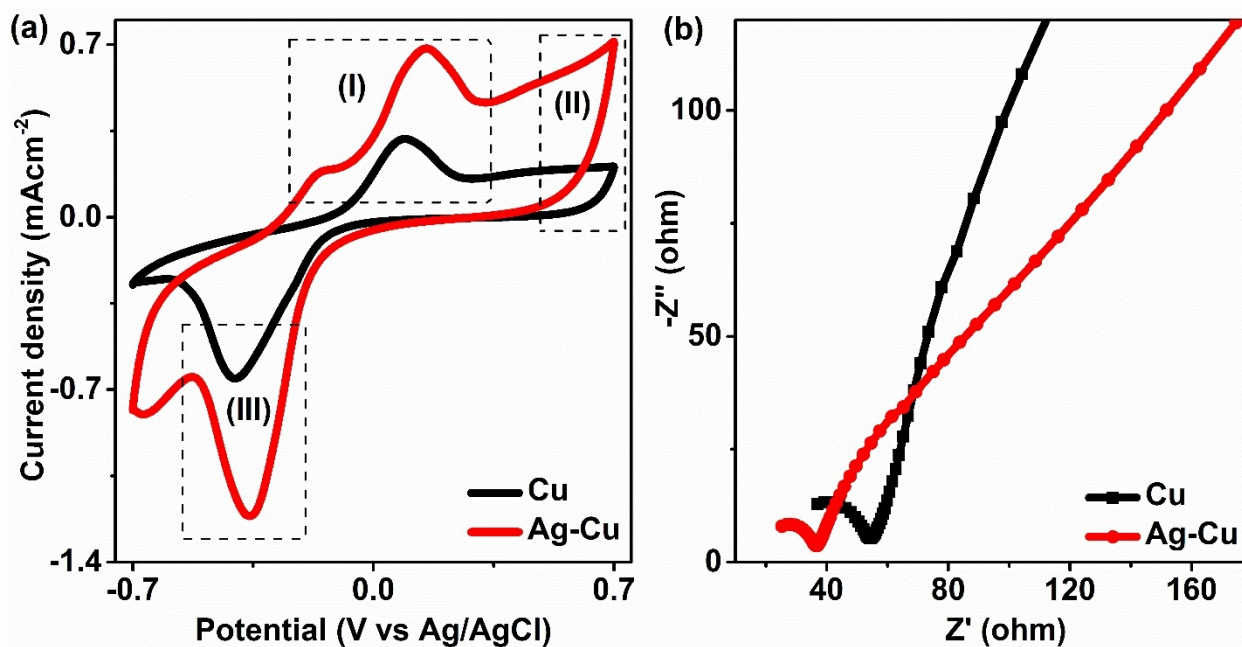 (a)
0.7
0.0
-0.7
-1.4
Current density (mAcm⁻²)
(I)
(II)
(III)
Cu
Ag-Cu
-0.7
0.0
0.7
Potential (V vs Ag/AgCl)
(b)
100
50
0
-Z" (ohm)
Cu
Ag-Cu
40
80
120
160
Z' (ohm)